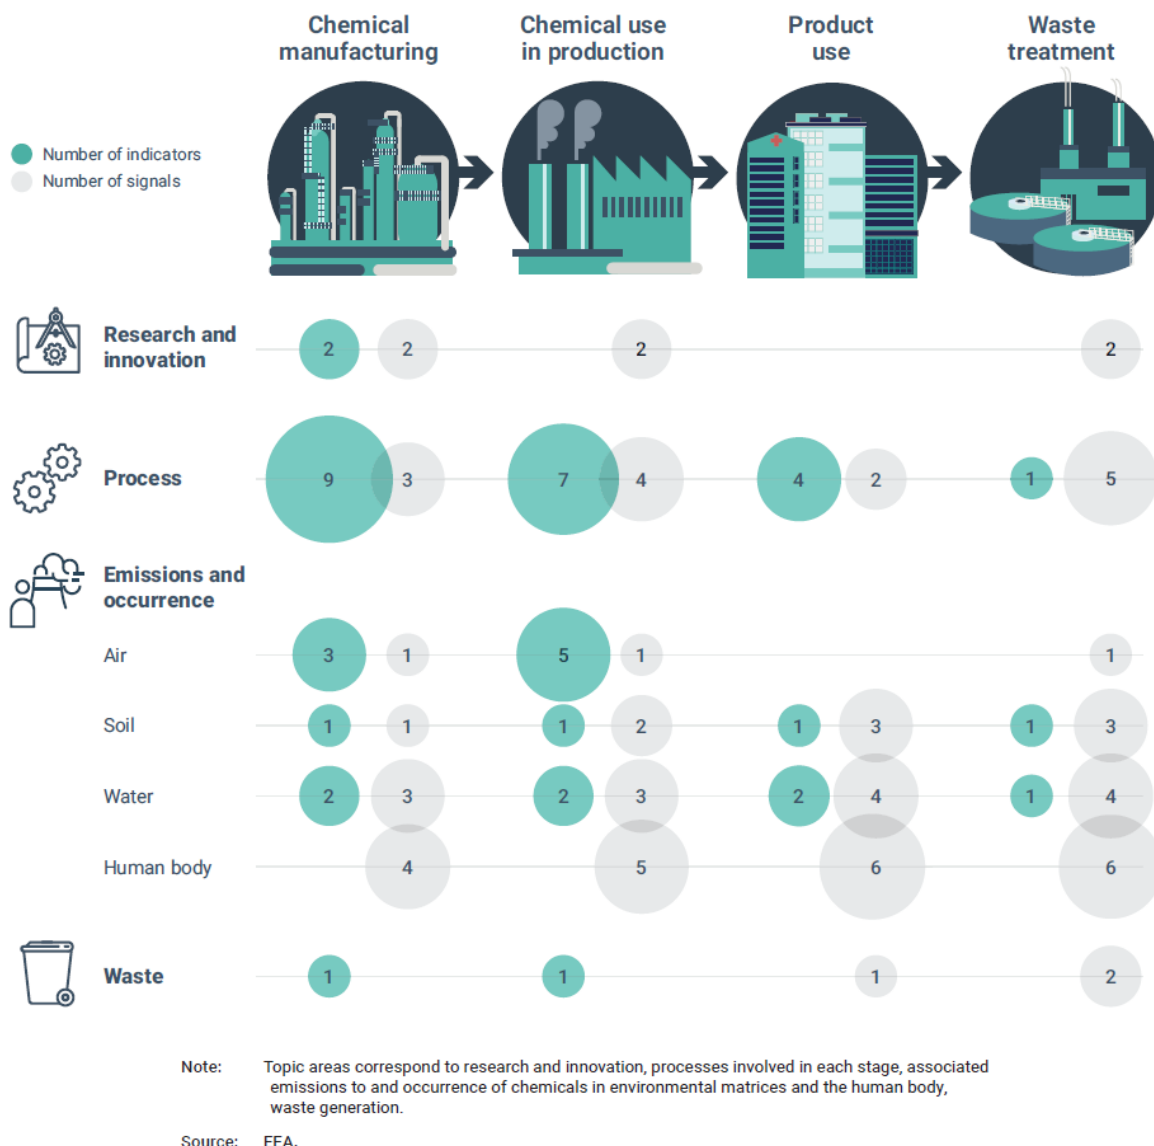 Chemical
manufacturing
Chemical use
in production
Product
use
Waste
treatment
Number of indicators
Number of signals
Research and
innovation
2 2 2 2
Process
9 3 7 4 4 2 1 5
Emissions and
occurrence
Air
3 1 5 1 1
Soil
1 1 1 2 1 3 1 3
Water
2 3 2 3 2 4 1 4
Human body
4 5 6 6
Waste
1 1 1 2
Note: Topic areas correspond to research and innovation, processes involved in each stage, associated
emissions to and occurrence of chemicals in environmental matrices and the human body,
waste generation.
Source: EEA.